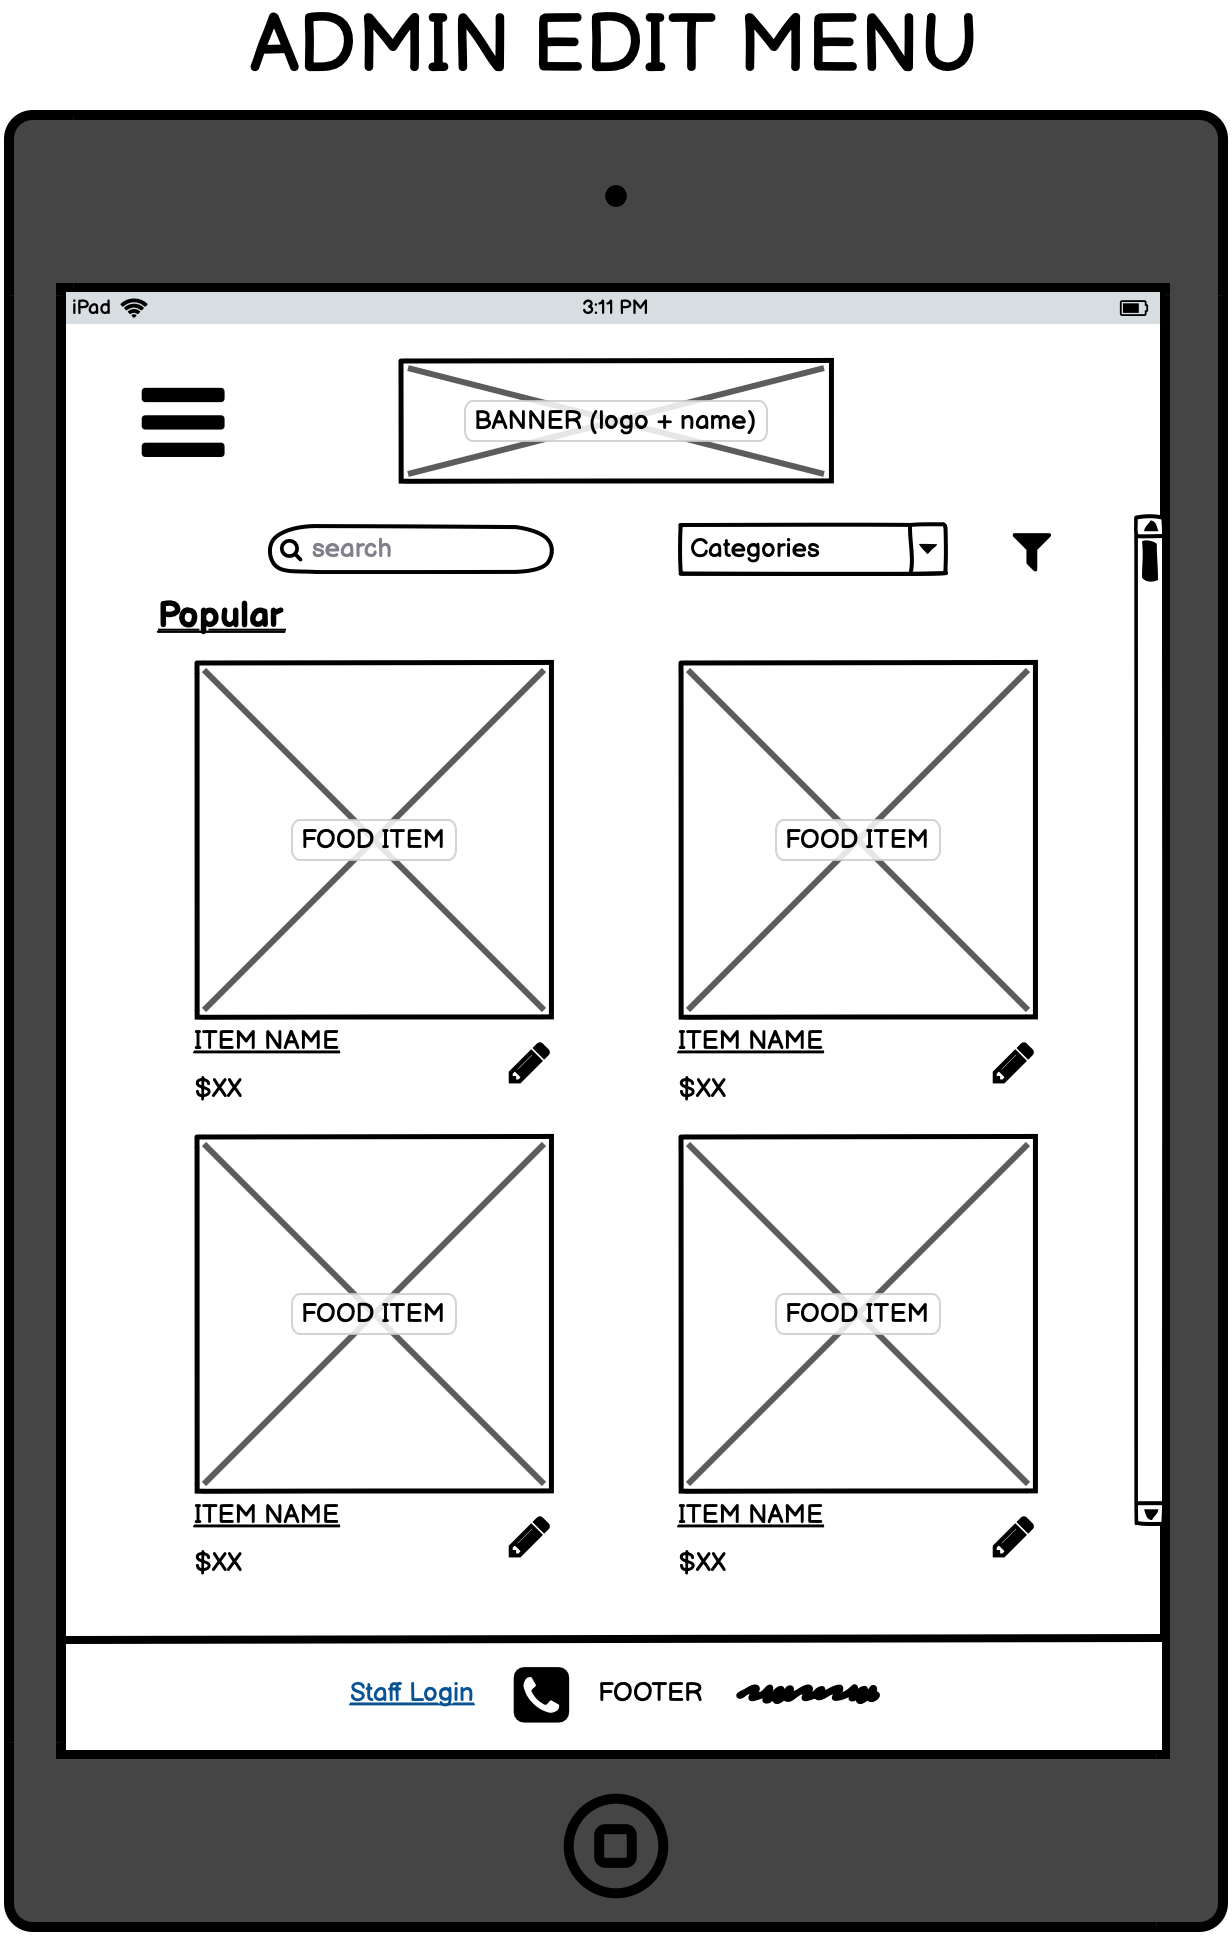 ADMIN EDIT MENU
iPad 3:11 PM
BANNER (logo + name)
search Categories
Popular
FOOD ITEM FOOD ITEM
ITEM NAME ITEM NAME
$XX $XX
FOOD ITEM FOOD ITEM
ITEM NAME ITEM NAME
$XX $XX
Staff Login FOOTER